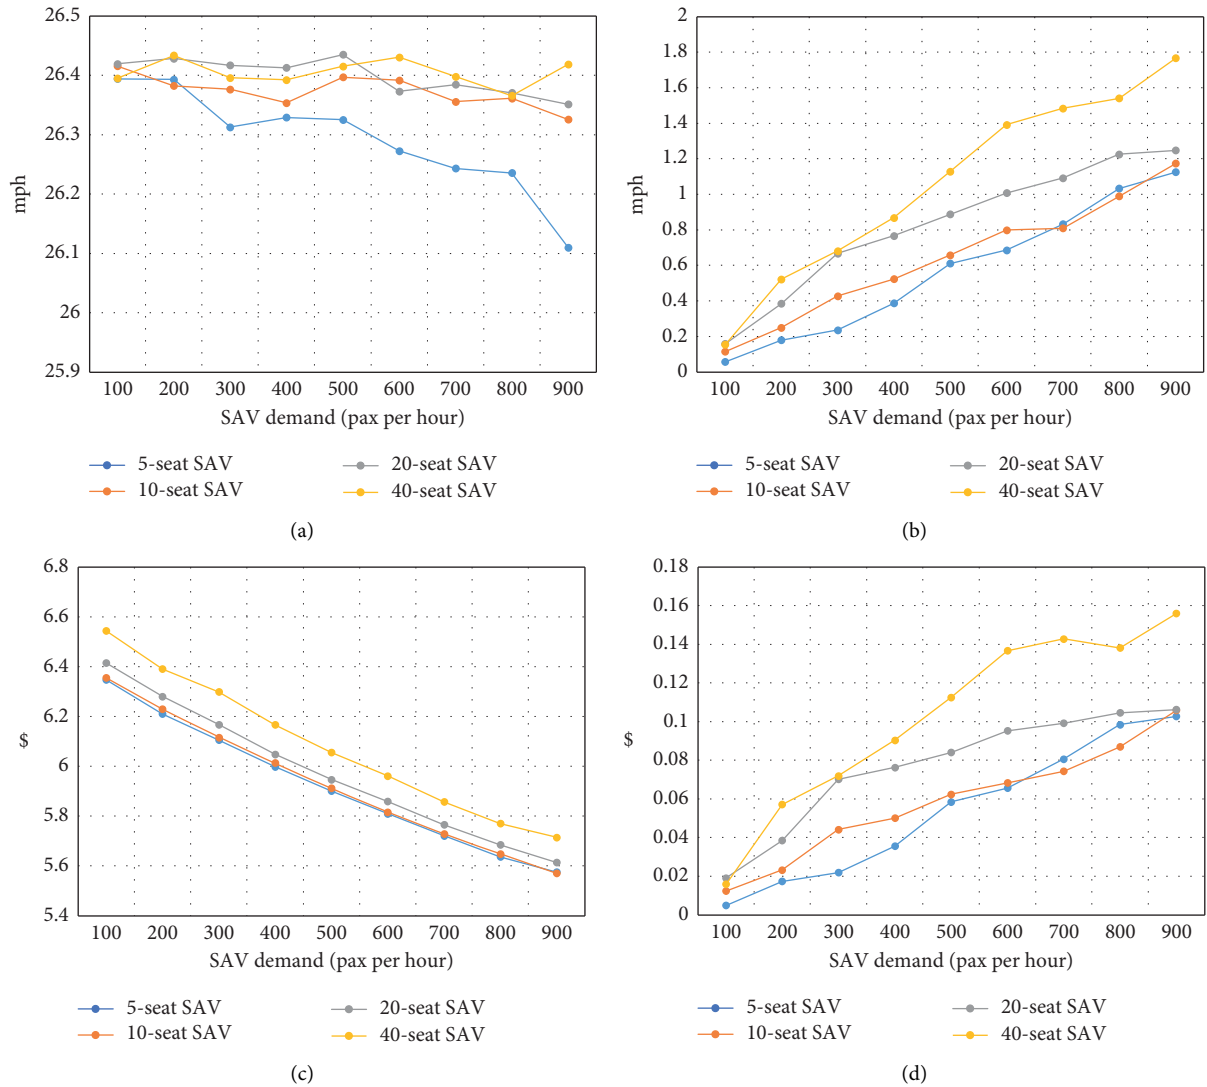 26.5
26.4
26.3
26.2
26.1
26
25.9
mph
100 200 300 400 500 600 700 800 900
SAV demand (pax per hour)
5-seat SAV
10-seat SAV
20-seat SAV
40-seat SAV
(a)
2
1.8
1.6
1.4
1.2
1
0.8
0.6
0.4
0.2
0
mph
100 200 300 400 500 600 700 800 900
SAV demand (pax per hour)
5-seat SAV
10-seat SAV
20-seat SAV
40-seat SAV
(b)
6.8
6.6
6.4
6.2
6
5.8
5.6
5.4
$
100 200 300 400 500 600 700 800 900
SAV demand (pax per hour)
5-seat SAV
10-seat SAV
20-seat SAV
40-seat SAV
(c)
0.18
0.16
0.14
0.12
0.1
0.08
0.06
0.04
0.02
0
$
100 200 300 400 500 600 700 800 900
SAV demand (pax per hour)
5-seat SAV
10-seat SAV
20-seat SAV
40-seat SAV
(d)